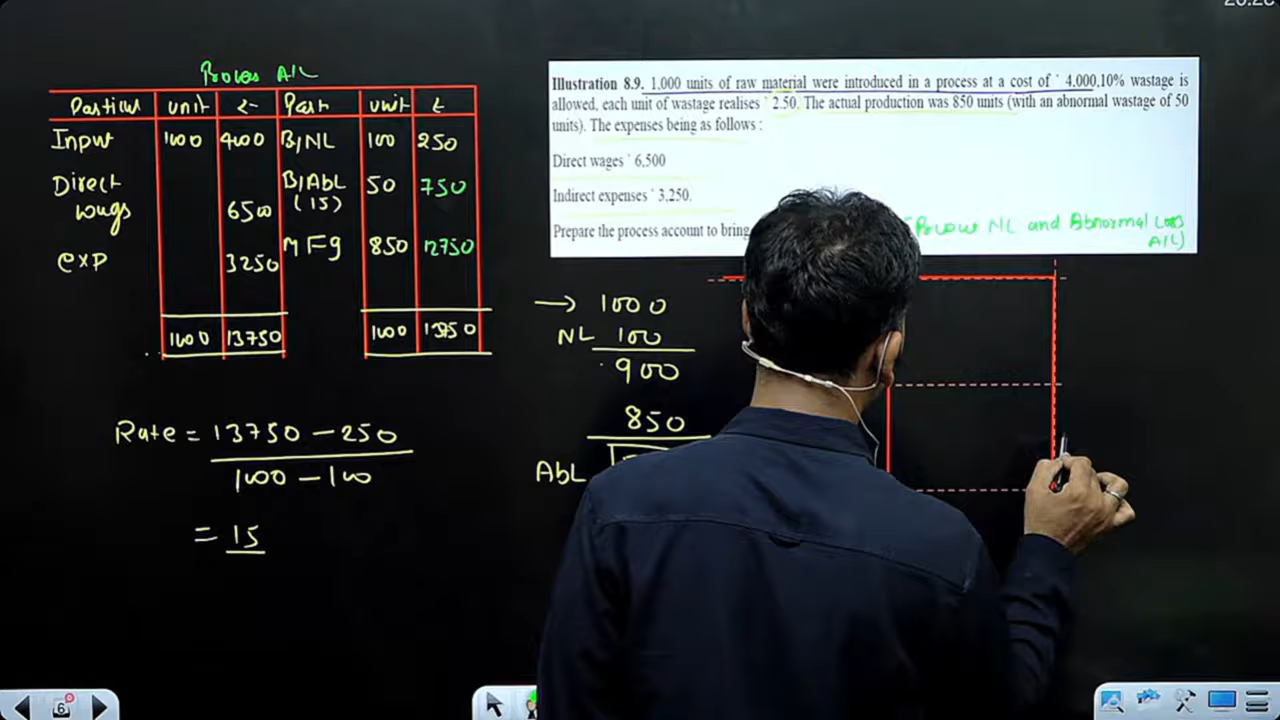 Process A/C
Particul unit ₹ Part unit ₹
Input 1000 4000 B/NL 100 250
Direct wags 6500 B/AbL (15) 50 750
exp 3250 MFg 850 12750
1000 13750 1000 13750
Rate = 13750 - 250
1000 - 100
= 15
Illustration 8.9. 1,000 units of raw material were introduced in a process at a cost of ` 4,000,10% wastage is
allowed, each unit of wastage realises ` 2.50. The actual production was 850 units (with an abnormal wastage of 50
units). The expenses being as follows :
Direct wages ` 6,500
Indirect expenses ` 3,250.
Prepare the process account to bring
NL and Abnormal Loss
A/C)
→ 1000
NL 100
900
850
AbL
6